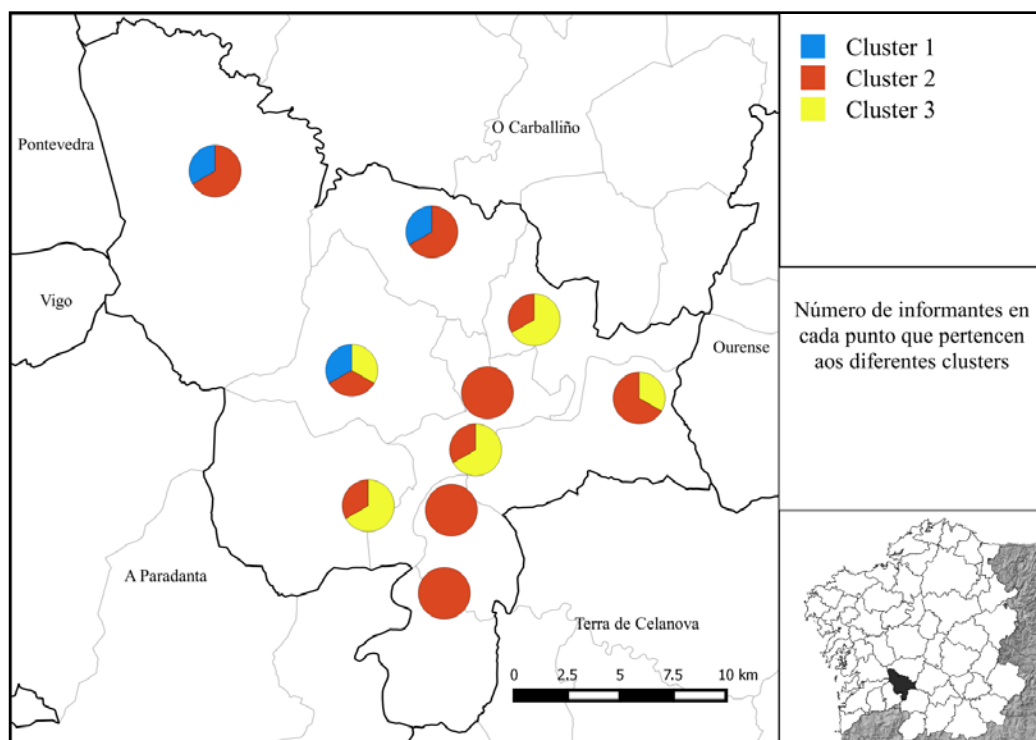 Pontevedra
O Carballiño
Vigo
Ourense
A Paradanta
Terra de Celanova
0 2.5 5 7.5 10 km
Cluster 1
Cluster 2
Cluster 3
Número de informantes en
cada punto que pertencen
aos diferentes clusters